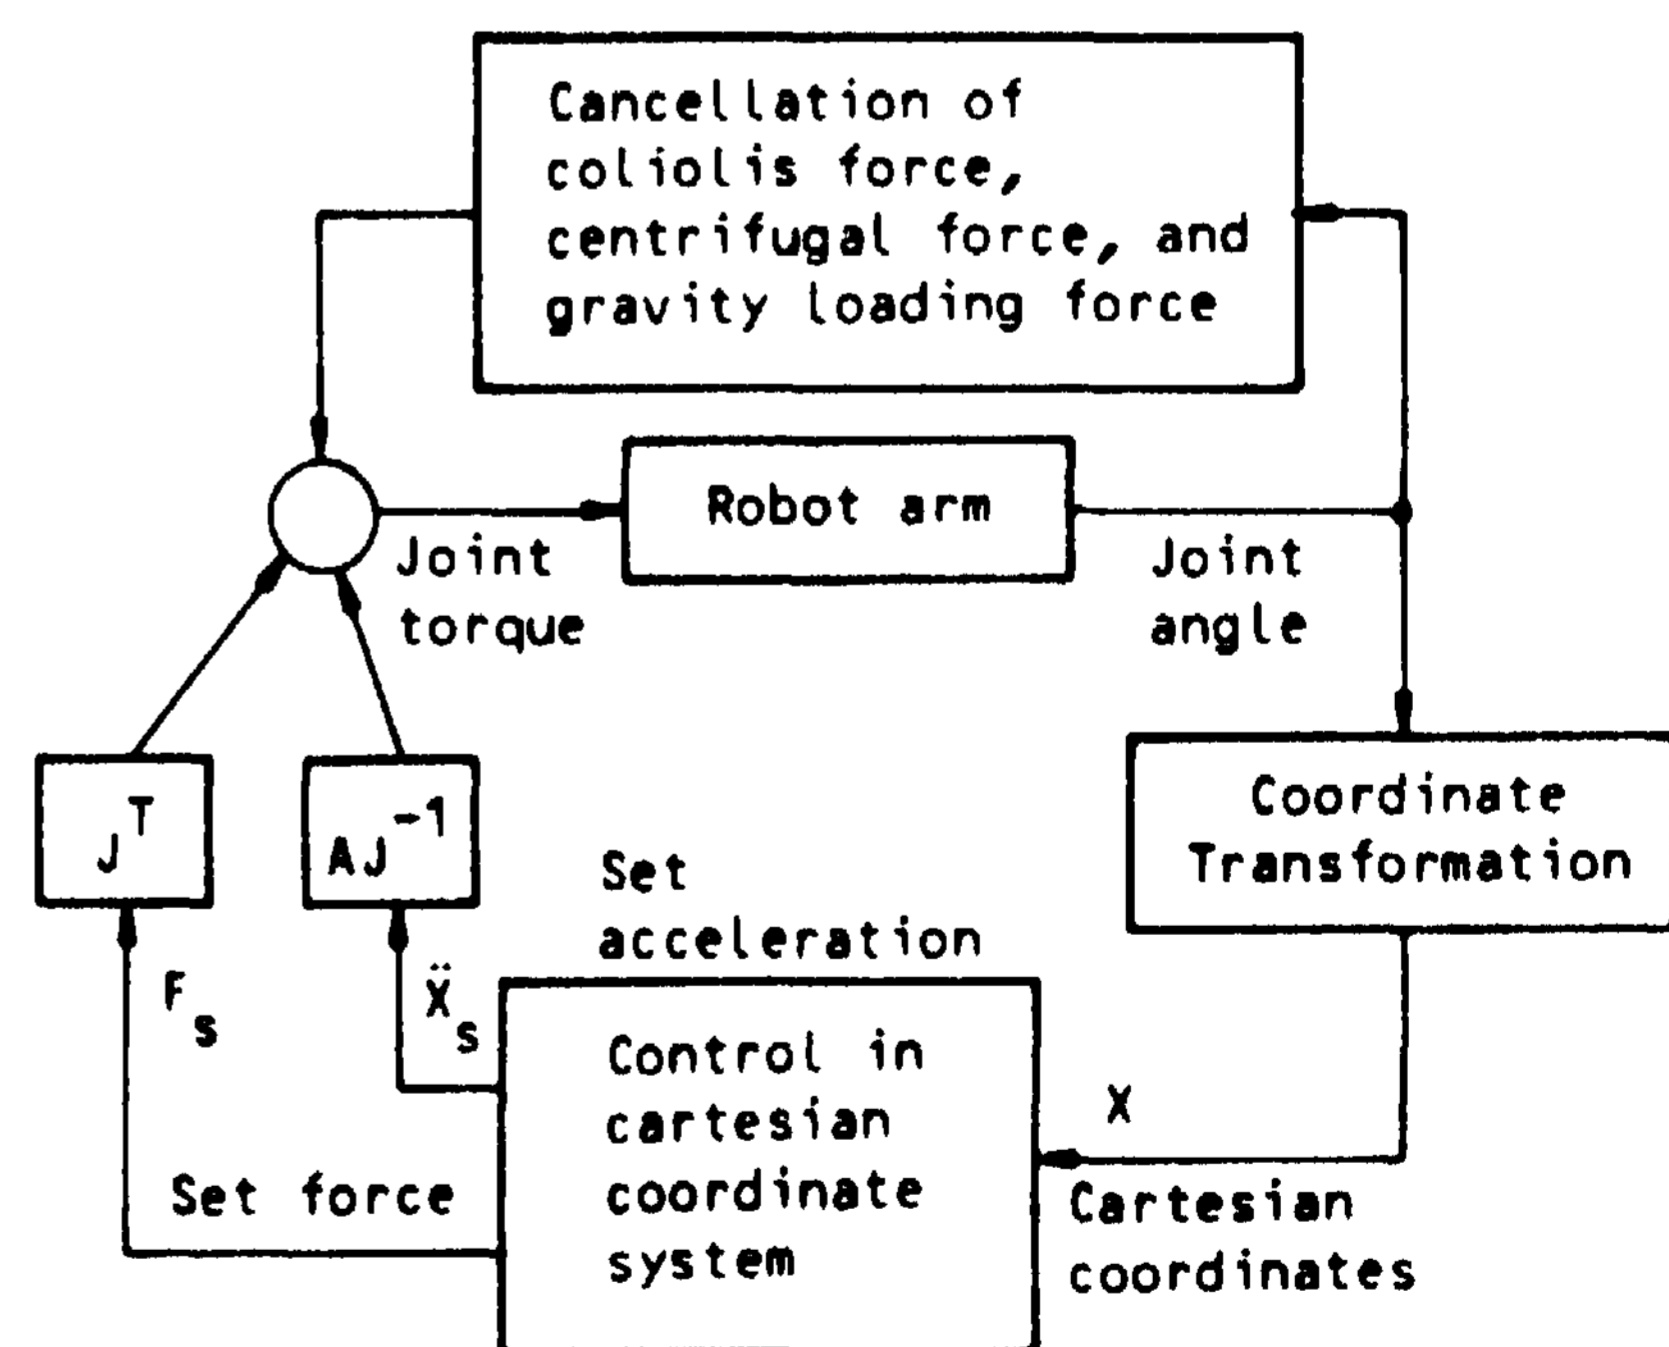 Cancellation of
coliolis force,
centrifugal force, and
gravity loading force
Robot arm
Joint
torque
Joint
angle
J^T
AJ^-1
Coordinate
Transformation
Set
acceleration
F_s
Ẍ_s
Control in
cartesian
coordinate
system
X
Set force
Cartesian
coordinates